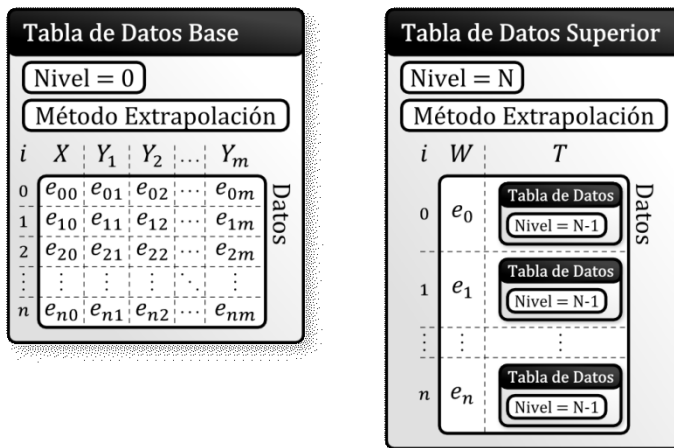 Tabla de Datos Base
Nivel = 0
Método Extrapolación
i X Y₁ Y₂ … Yₘ
0 e₀₀ e₀₁ e₀₂ ⋯ e₀ₘ
1 e₁₀ e₁₁ e₁₂ ⋯ e₁ₘ
2 e₂₀ e₂₁ e₂₂ ⋯ e₂ₘ
⋮ ⋮ ⋮ ⋮ ⋱ ⋮
n eₙ₀ eₙ₁ eₙ₂ ⋯ eₙₘ
Datos
Tabla de Datos Superior
Nivel = N
Método Extrapolación
i W T
0 e₀ Tabla de Datos
Nivel = N-1
1 e₁ Tabla de Datos
Nivel = N-1
⋮ ⋮ ⋮
n eₙ Tabla de Datos
Nivel = N-1
Datos